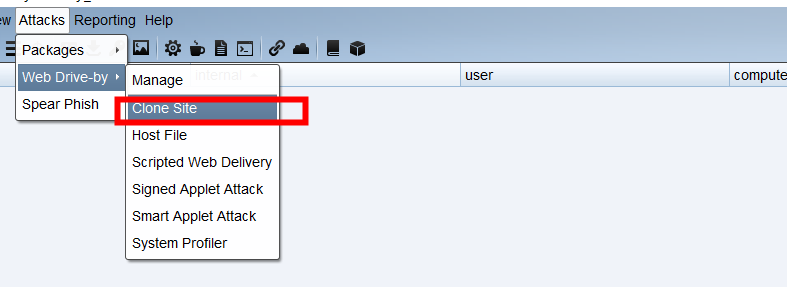 ew Attacks Reporting Help
Packages
Web Drive-by
Spear Phish
Manage
Clone Site
Host File
Scripted Web Delivery
Signed Applet Attack
Smart Applet Attack
System Profiler
internal user compute